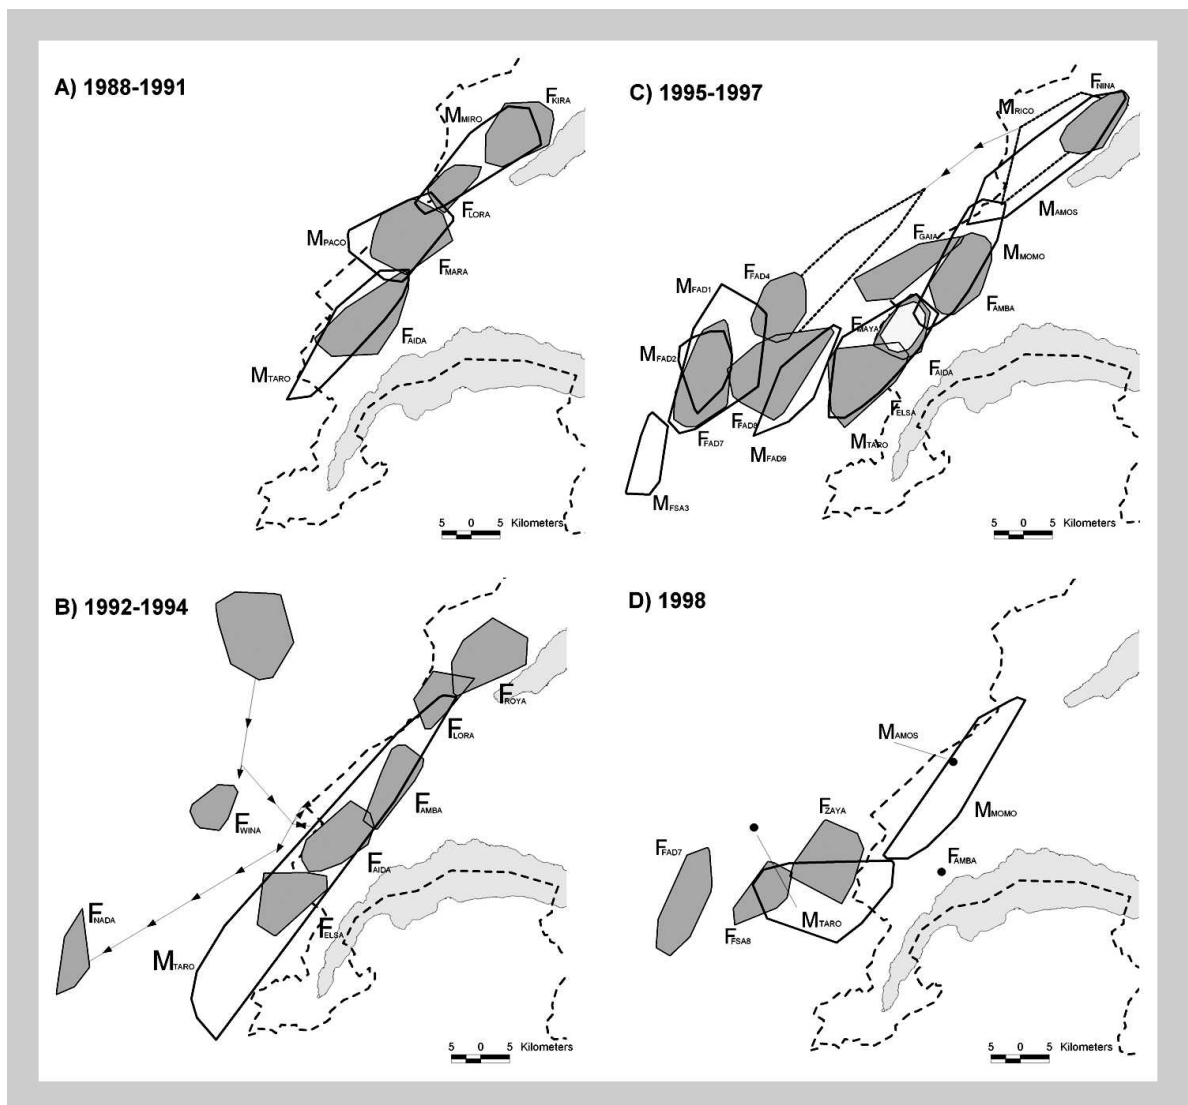 A) 1988-1991
FKIRA
MMIRO
FLORA
MPACO
FMARA
FAIDA
MTARO
5 0 5 Kilometers
C) 1995-1997
FNINA
MRICO
MAMOS
FGAIA
MMOMO
FFAD4
MFAD1
FAMBA
FMAYA
MFAD2
FAIDA
FELSA
FFAD8
FFAD7
MTARO
MFAD9
MFSA3
5 0 5 Kilometers
B) 1992-1994
FROYA
FLORA
FAMBA
FWINA
FAIDA
FNADA
FELSA
MTARO
5 0 5 Kilometers
D) 1998
MAMOS
FZAYA
MMOMO
FFAD7
FAMBA
MTARO
FFSA8
5 0 5 Kilometers